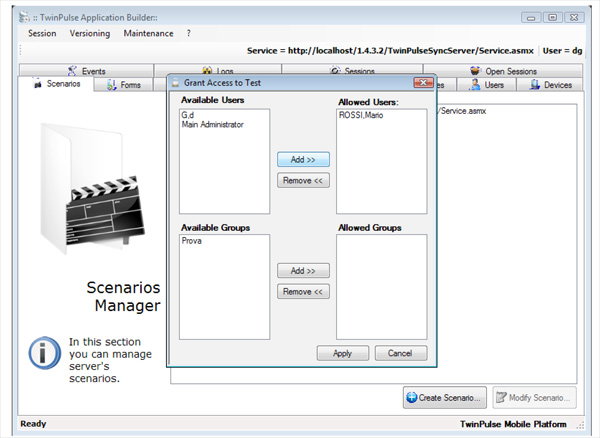 .:: TwinPulse Application Builder::.
Session Versioning Maintenance ?
Service = http://localhost/1.4.3.2/TwinPulseSyncServer/Service.asmx User = dg
Events Logs Sessions Open Sessions
Scenarios Forms Users Devices
Grant Access to Test
Available Users
Allowed Users:
G,d
Main Administrator
ROSSI,Mario
/Service.asmx
Add >>
Remove <<
Available Groups
Allowed Groups
Prova
Add >>
Remove <<
Scenarios
Manager
In this section
you can manage
server's
scenarios.
Apply
Cancel
Create Scenario...
Modify Scenario...
Ready
TwinPulse Mobile Platform